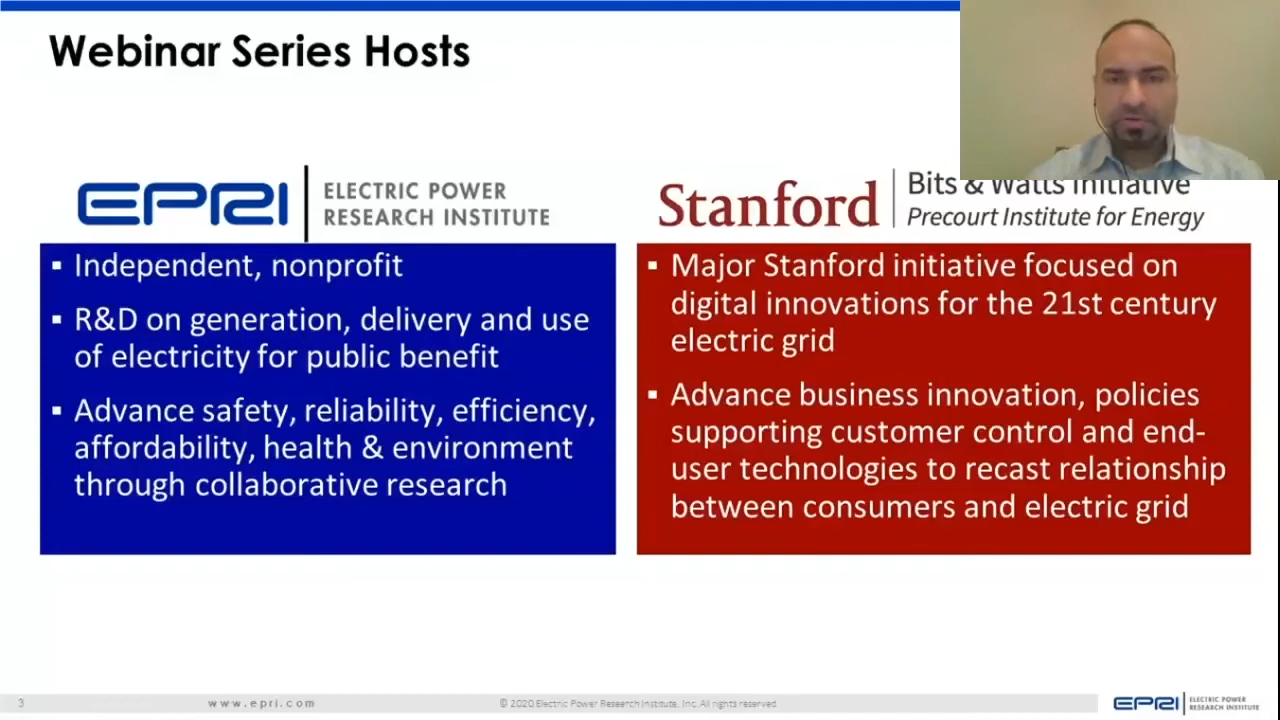 Webinar Series Hosts
EPRI | ELECTRIC POWER
RESEARCH INSTITUTE
Stanford | Bits & Watts Initiative
Precourt Institute for Energy
▪ Independent, nonprofit
▪ R&D on generation, delivery and use
of electricity for public benefit
▪ Advance safety, reliability, efficiency,
affordability, health & environment
through collaborative research
▪ Major Stanford initiative focused on
digital innovations for the 21st century
electric grid
▪ Advance business innovation, policies
supporting customer control and end-
user technologies to recast relationship
between consumers and electric grid
3
www.epri.com
© 2020 Electric Power Research Institute, Inc. All rights reserved.
EPRI | ELECTRIC POWER
RESEARCH INSTITUTE